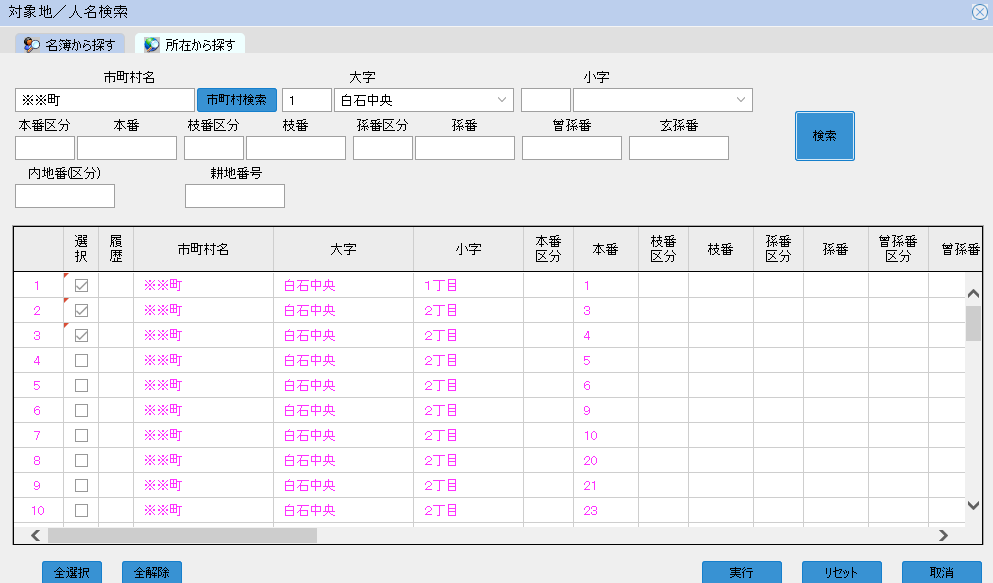 対象地／人名検索
名簿から探す 所在から探す
市町村名 大字 小字
※※町 市町村検索 1 白石中央
本番区分 本番 枝番区分 枝番 孫番区分 孫番 曽孫番 玄孫番
検索
内地番(区分) 耕地番号
選択 履歴 市町村名 大字 小字 本番区分 本番 枝番区分 枝番 孫番区分 孫番 曽孫番区分 曽孫番
1 ※※町 白石中央 1丁目 1
2 ※※町 白石中央 2丁目 3
3 ※※町 白石中央 2丁目 4
4 ※※町 白石中央 2丁目 5
5 ※※町 白石中央 2丁目 6
6 ※※町 白石中央 2丁目 9
7 ※※町 白石中央 2丁目 10
8 ※※町 白石中央 2丁目 20
9 ※※町 白石中央 2丁目 21
10 ※※町 白石中央 2丁目 23
全選択 全解除 実行 リセット 取消